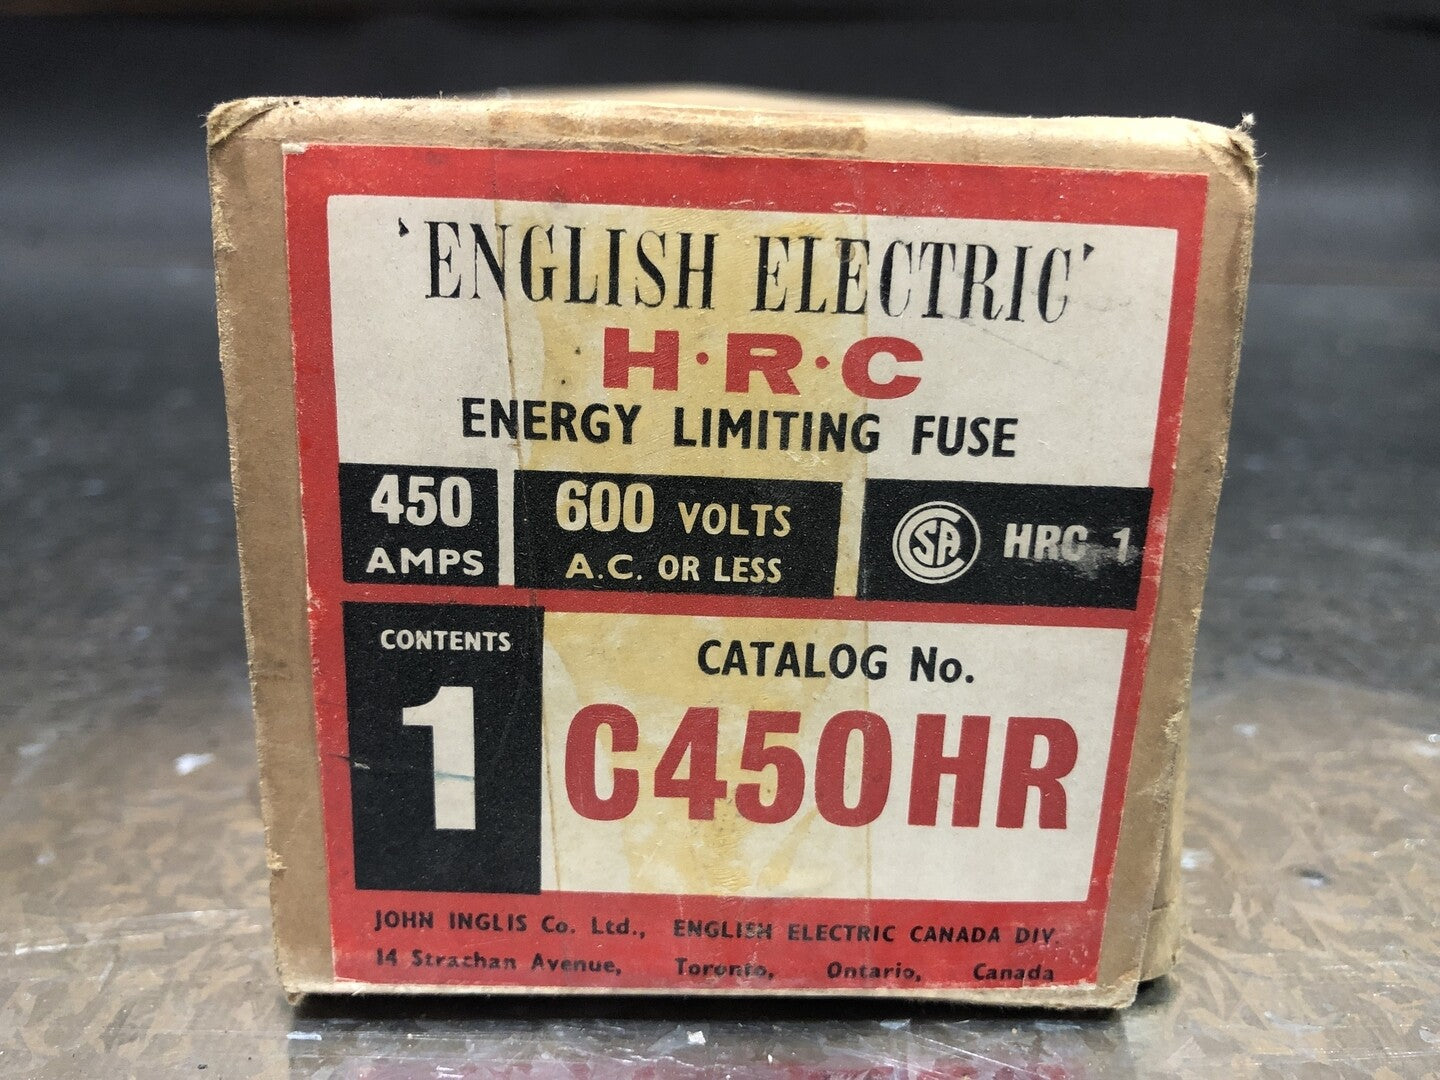 'ENGLISH ELECTRIC'
H·R·C
ENERGY LIMITING FUSE
450 AMPS
600 VOLTS A.C. OR LESS
CSA HRC 1
CONTENTS
1
CATALOG No.
C450HR
JOHN INGLIS Co. Ltd., ENGLISH ELECTRIC CANADA DIV.
14 Strachan Avenue, Toronto, Ontario, Canada